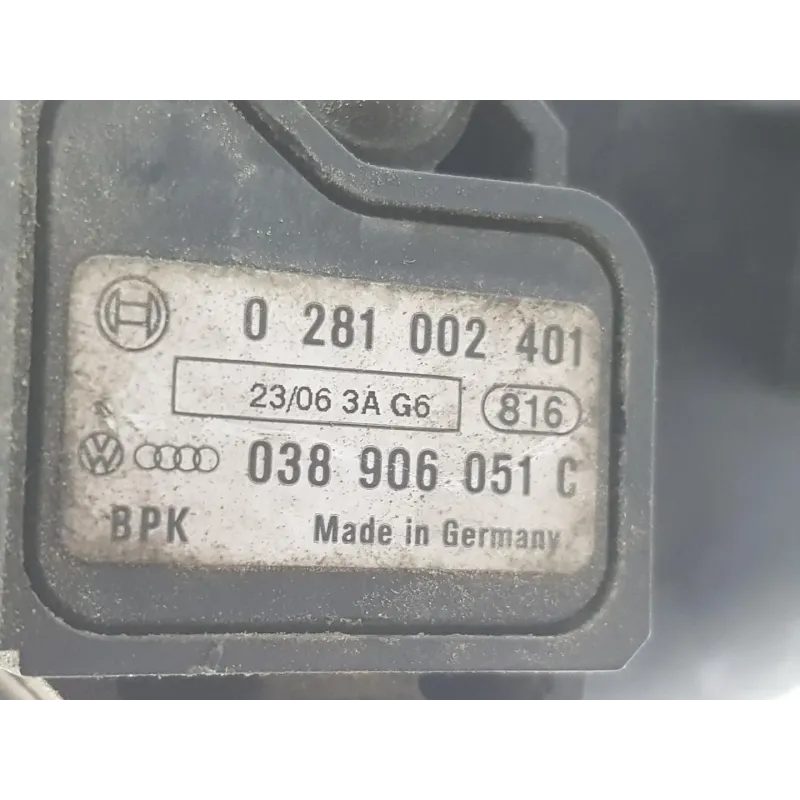 0 281 002 401
23/06 3A G6 816
038 906 051 C
BPK Made in Germany